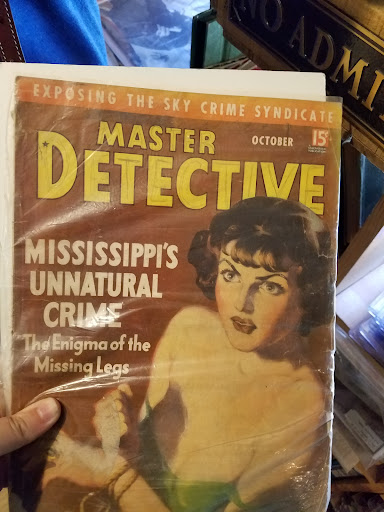 NO ADMI
EXPOSING THE SKY CRIME SYNDICATE
MASTER
DETECTIVE
OCTOBER
15¢
MISSISSIPPI'S
UNNATURAL
CRIME
The Enigma of the
Missing Legs